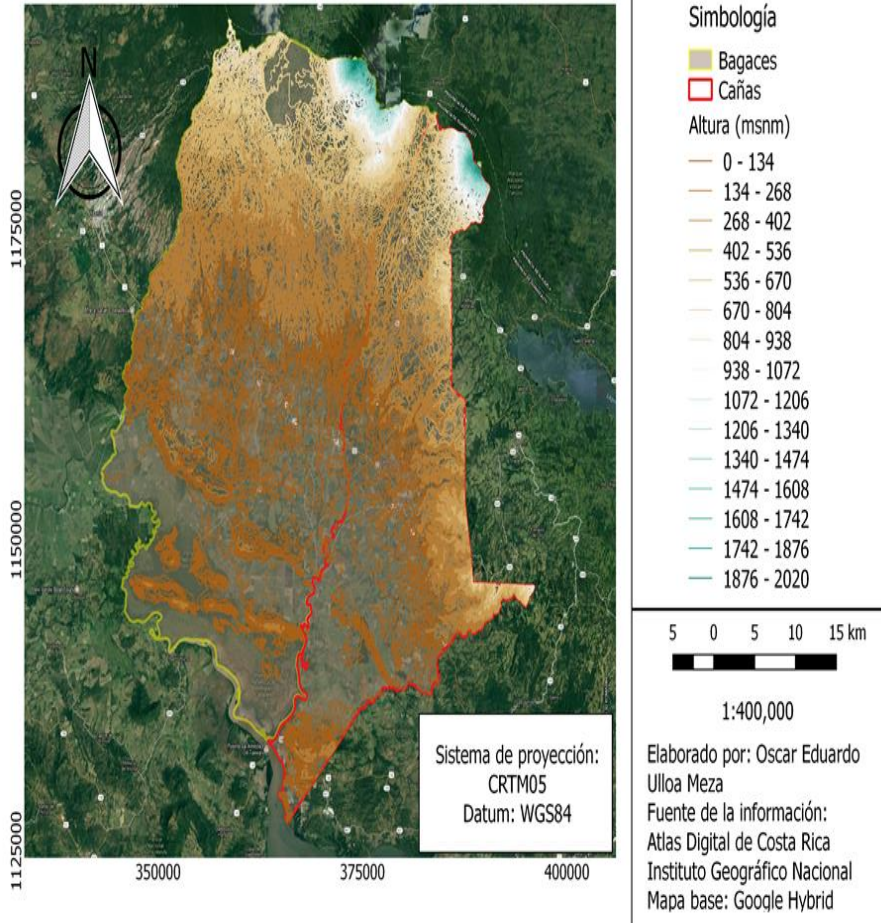 N
1175000
1150000
1125000
350000
375000
400000
Sistema de proyección:
CRTM05
Datum: WGS84
Simbología
Bagaces
Cañas
Altura (msnm)
0 - 134
134 - 268
268 - 402
402 - 536
536 - 670
670 - 804
804 - 938
938 - 1072
1072 - 1206
1206 - 1340
1340 - 1474
1474 - 1608
1608 - 1742
1742 - 1876
1876 - 2020
5 0 5 10 15 km
1:400,000
Elaborado por: Oscar Eduardo
Ulloa Meza
Fuente de la información:
Atlas Digital de Costa Rica
Instituto Geográfico Nacional
Mapa base: Google Hybrid